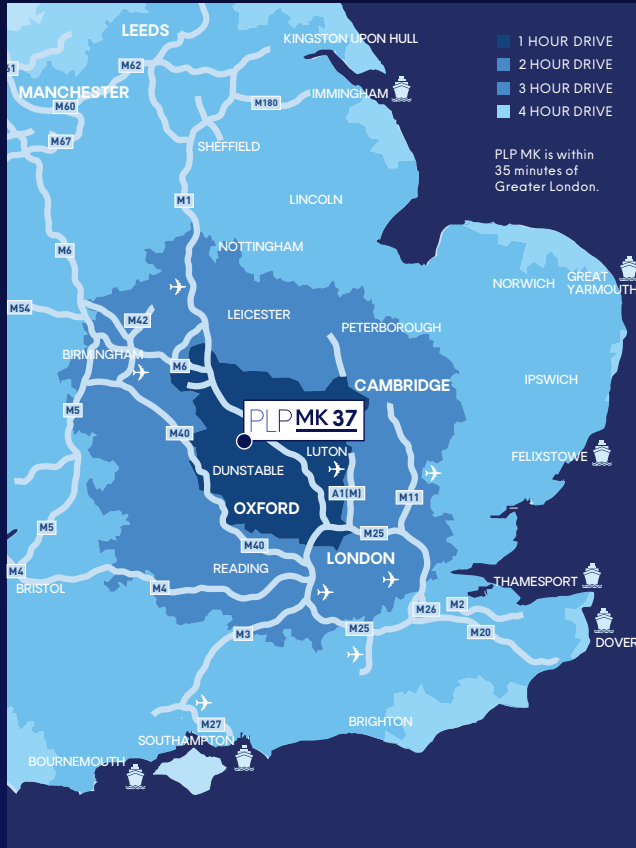 LEEDS
KINGSTON UPON HULL
1 HOUR DRIVE
2 HOUR DRIVE
3 HOUR DRIVE
4 HOUR DRIVE
61
M62
MANCHESTER
M60
M180
IMMINGHAM
M67
SHEFFIELD
PLP MK is within
35 minutes of
Greater London.
M1
LINCOLN
M6
NOTTINGHAM
NORWICH
GREAT
YARMOUTH
M54
M42
LEICESTER
PETERBOROUGH
BIRMINGHAM
M6
CAMBRIDGE
IPSWICH
M5
PLP MK 37
M40
LUTON
FELIXSTOWE
DUNSTABLE
A1(M)
M11
OXFORD
M5
M25
M40
LONDON
M4
READING
THAMESPORT
BRISTOL
M4
M26
M2
M3
M25
M20
DOVER
M27
BRIGHTON
SOUTHAMPTON
BOURNEMOUTH